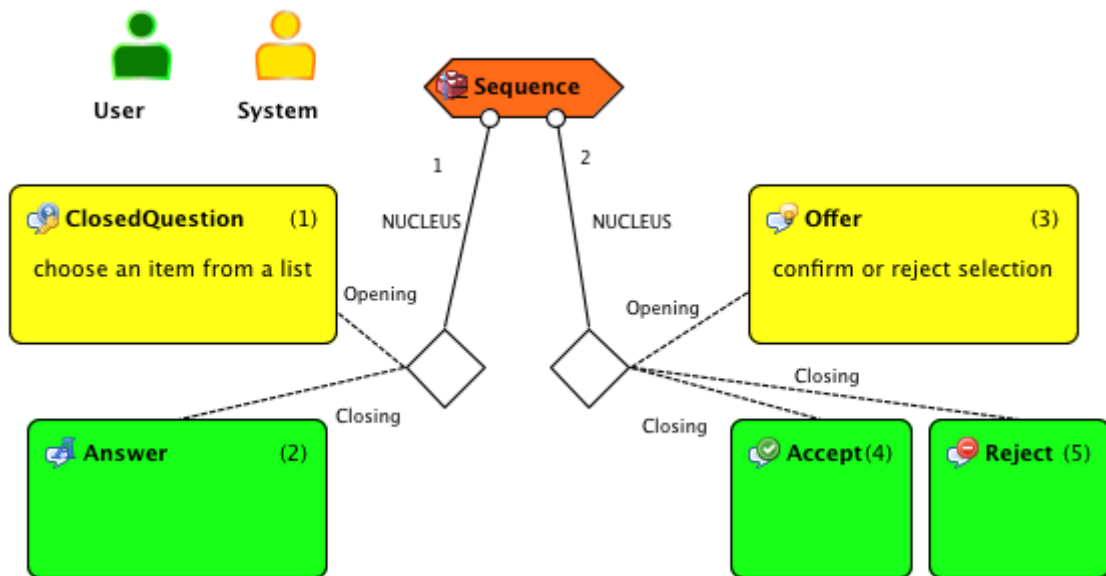 User
System
Sequence
1
2
NUCLEUS
NUCLEUS
ClosedQuestion (1)
choose an item from a list
Offer (3)
confirm or reject selection
Opening
Opening
Closing
Closing
Closing
Answer (2)
Accept(4)
Reject (5)